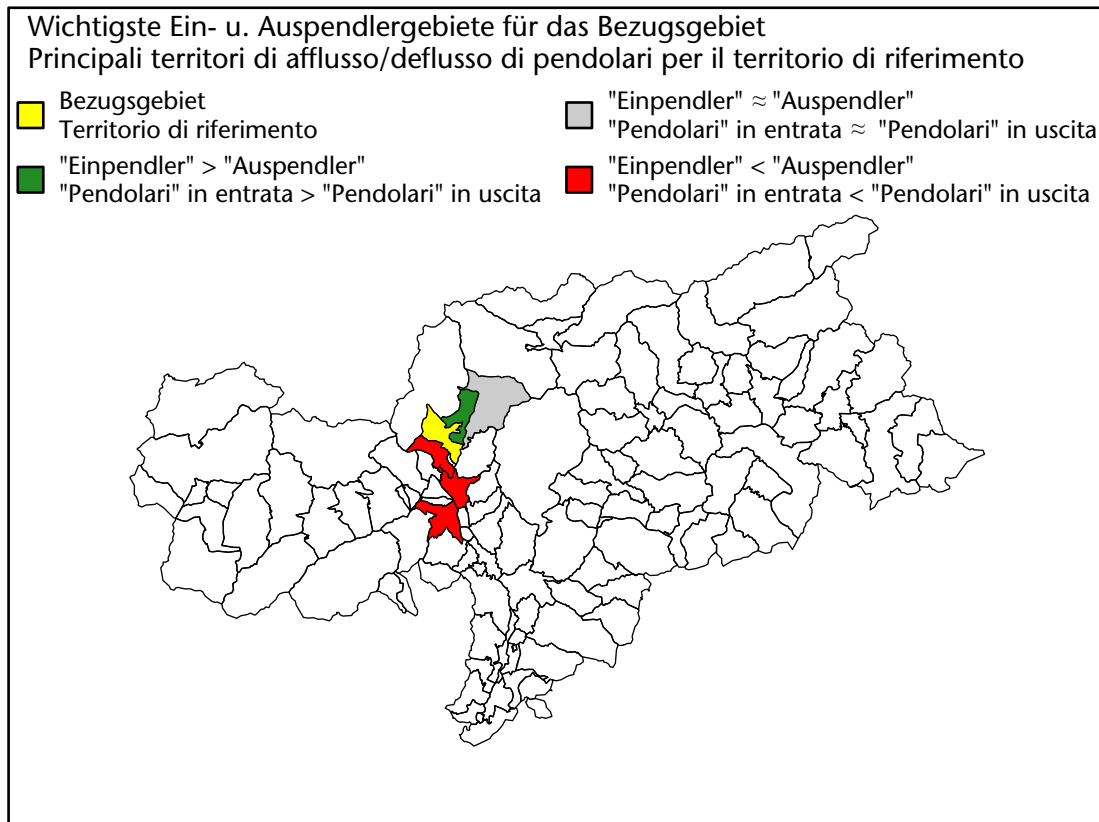 Wichtigste Ein- u. Auspendlergebiete für das Bezugsgebiet
Principali territori di afflusso/deflusso di pendolari per il territorio di riferimento
Bezugsgebiet
Territorio di riferimento
"Einpendler" > "Auspendler"
"Pendolari" in entrata > "Pendolari" in uscita
"Einpendler" ≈ "Auspendler"
"Pendolari" in entrata ≈ "Pendolari" in uscita
"Einpendler" < "Auspendler"
"Pendolari" in entrata < "Pendolari" in uscita